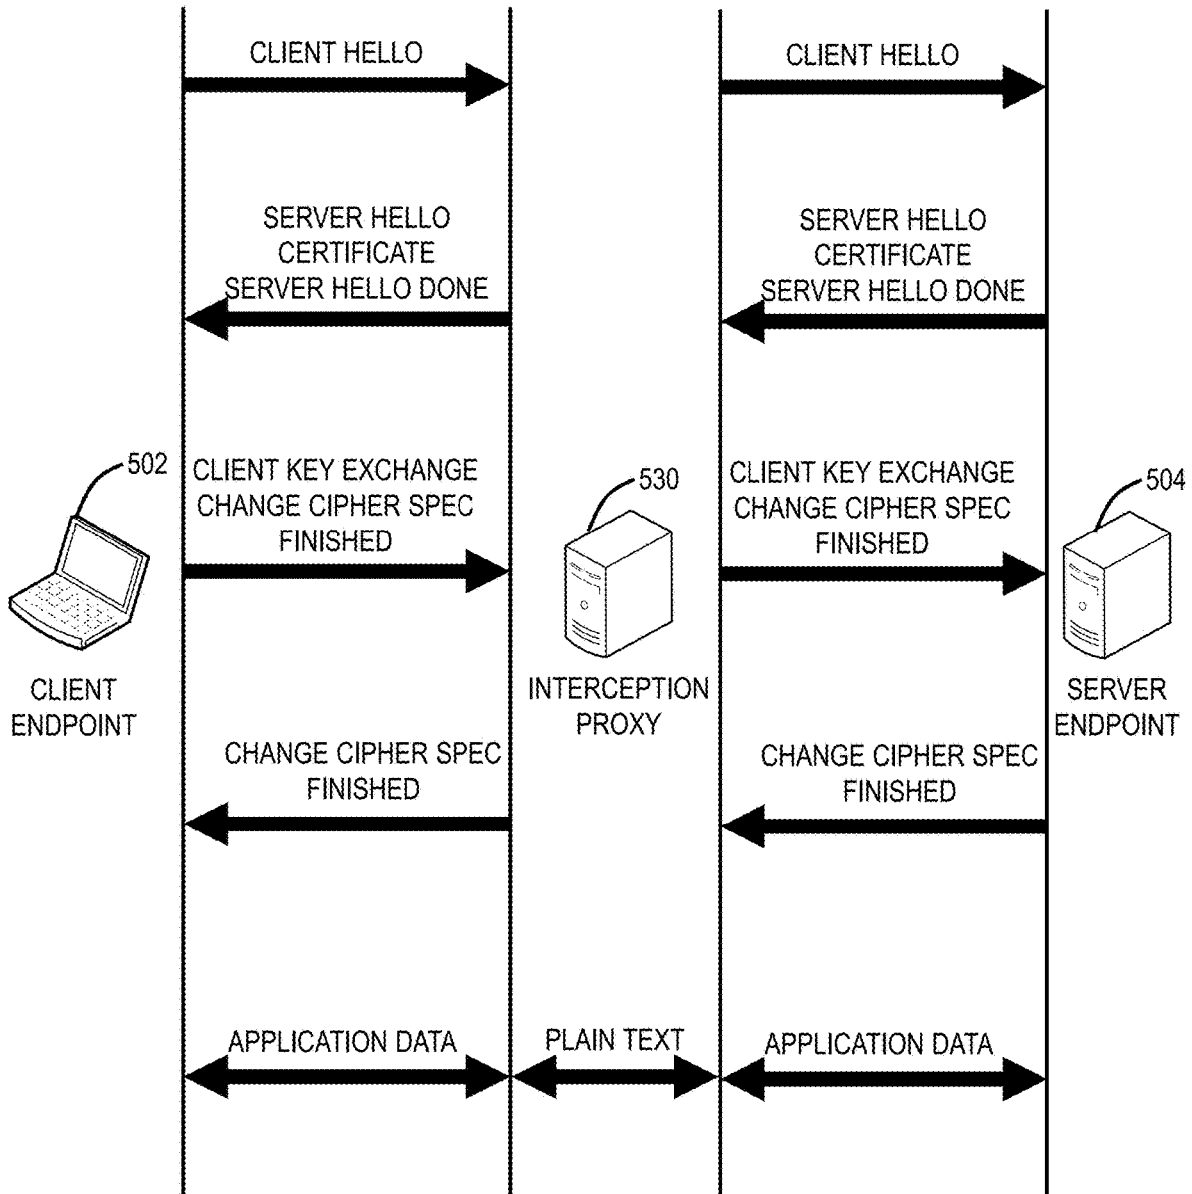 CLIENT HELLO
CLIENT HELLO
SERVER HELLO
CERTIFICATE
SERVER HELLO DONE
SERVER HELLO
CERTIFICATE
SERVER HELLO DONE
502
CLIENT KEY EXCHANGE
CHANGE CIPHER SPEC
FINISHED
530
CLIENT KEY EXCHANGE
CHANGE CIPHER SPEC
FINISHED
504
CLIENT
ENDPOINT
INTERCEPTION
PROXY
SERVER
ENDPOINT
CHANGE CIPHER SPEC
FINISHED
CHANGE CIPHER SPEC
FINISHED
APPLICATION DATA
PLAIN TEXT
APPLICATION DATA